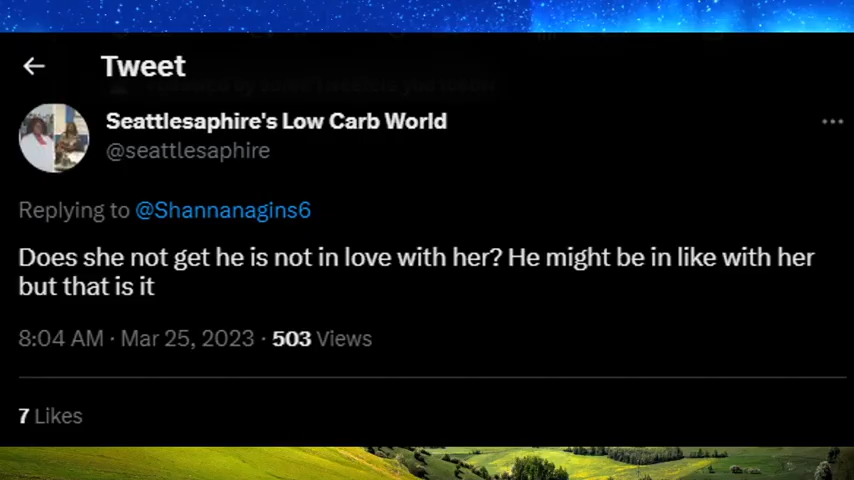 Tweet
Seattlesaphire's Low Carb World
@seattlesaphire
Replying to @Shannanagins6
Does she not get he is not in love with her? He might be in like with her
but that is it
8:04 AM · Mar 25, 2023 · 503 Views
7 Likes